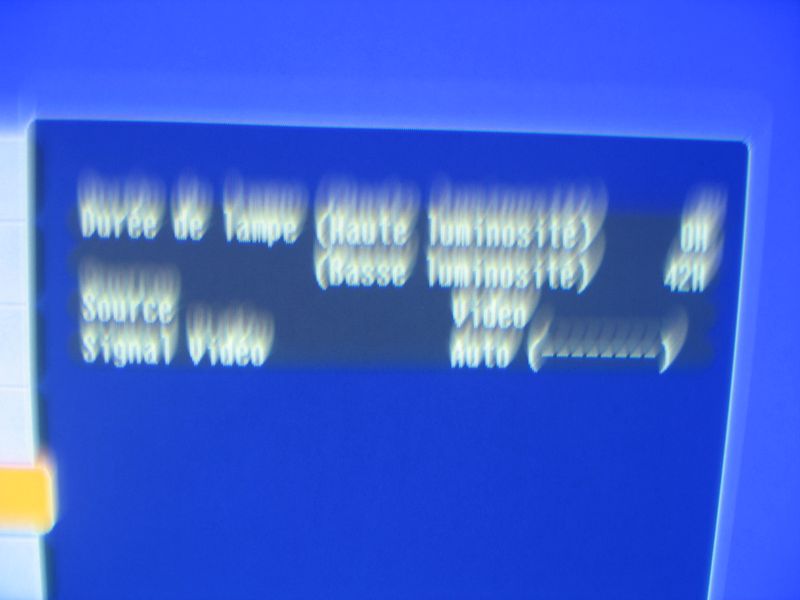 Durée de lampe (Haute luminosité) 0H
(Basse luminosité) 42H
Source Video
Signal Vidéo Auto (--------)